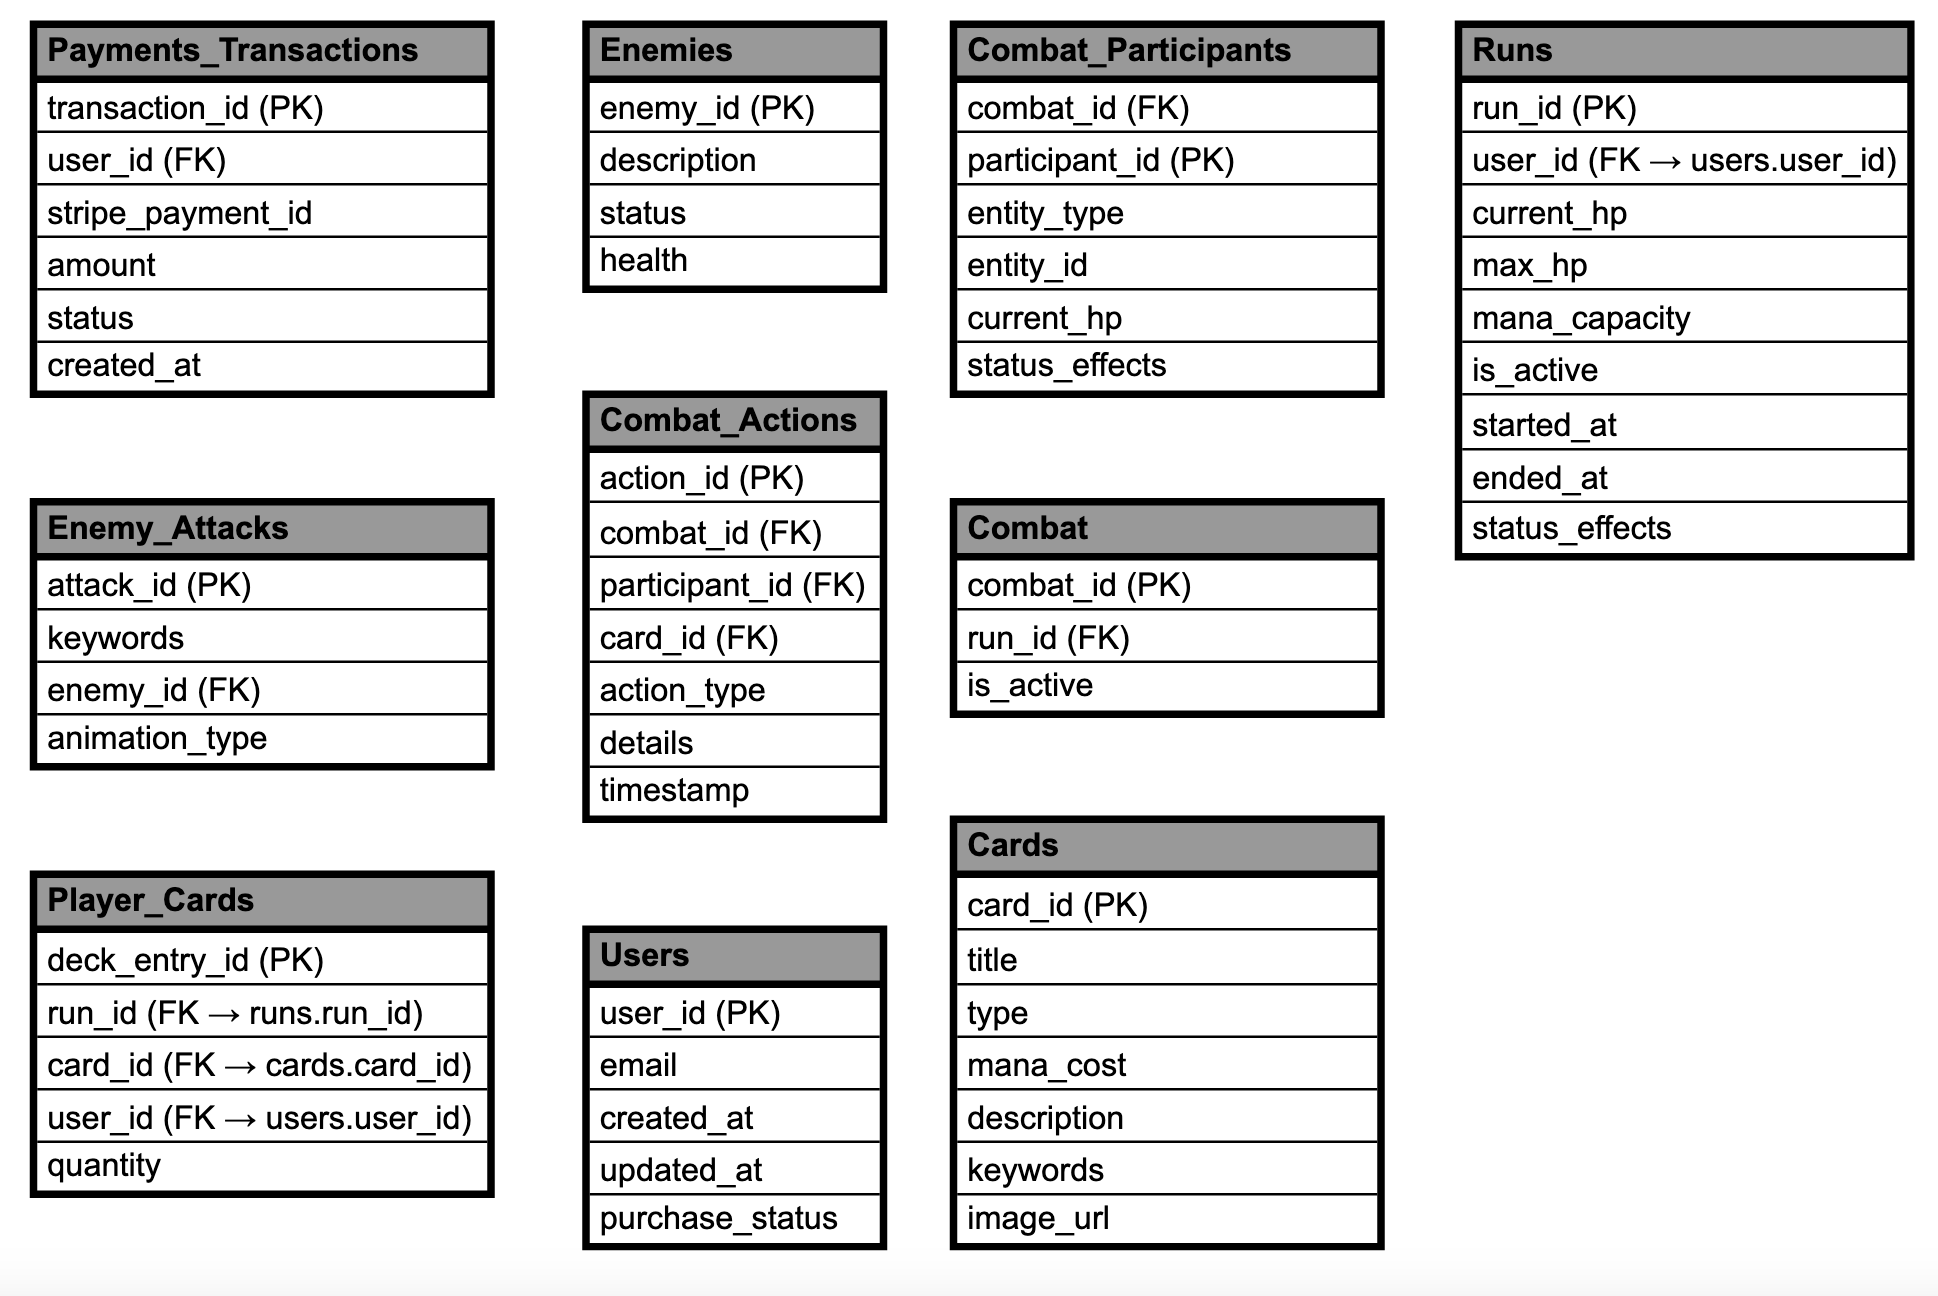 Payments_Transactions
transaction_id (PK)
user_id (FK)
stripe_payment_id
amount
status
created_at
Enemy_Attacks
attack_id (PK)
keywords
enemy_id (FK)
animation_type
Player_Cards
deck_entry_id (PK)
run_id (FK → runs.run_id)
card_id (FK → cards.card_id)
user_id (FK → users.user_id)
quantity
Enemies
enemy_id (PK)
description
status
health
Combat_Actions
action_id (PK)
combat_id (FK)
participant_id (FK)
card_id (FK)
action_type
details
timestamp
Users
user_id (PK)
email
created_at
updated_at
purchase_status
Combat_Participants
combat_id (FK)
participant_id (PK)
entity_type
entity_id
current_hp
status_effects
Combat
combat_id (PK)
run_id (FK)
is_active
Cards
card_id (PK)
title
type
mana_cost
description
keywords
image_url
Runs
run_id (PK)
user_id (FK → users.user_id)
current_hp
max_hp
mana_capacity
is_active
started_at
ended_at
status_effects